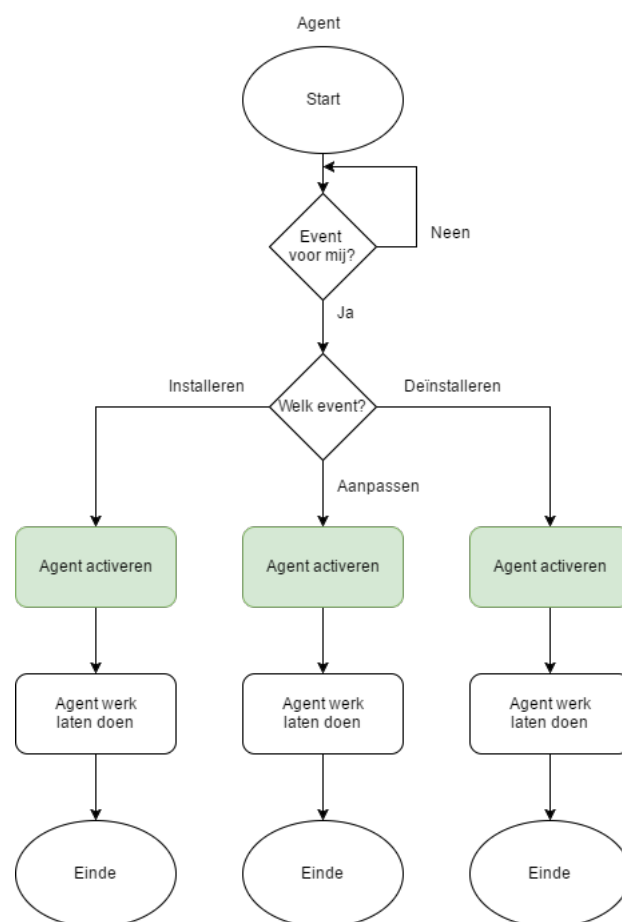 Agent
Start
Event
voor mij?
Neen
Ja
Installeren
Deïnstalleren
Welk event?
Aanpassen
Agent activeren
Agent activeren
Agent activeren
Agent werk
laten doen
Agent werk
laten doen
Agent werk
laten doen
Einde
Einde
Einde